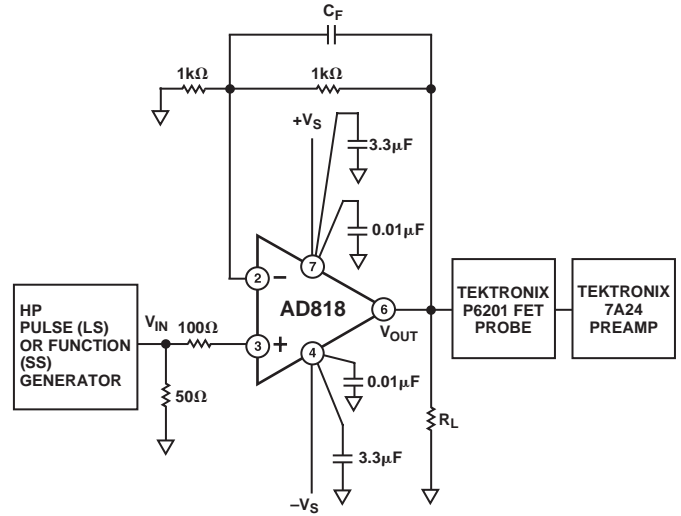 C_F
1kΩ
1kΩ
+V_S
3.3μF
0.01μF
2
−
7
AD818
6
V_OUT
3
+
4
HP
PULSE (LS)
OR FUNCTION
(SS)
GENERATOR
V_IN
100Ω
50Ω
TEKTRONIX
P6201 FET
PROBE
TEKTRONIX
7A24
PREAMP
0.01μF
3.3μF
R_L
−V_S